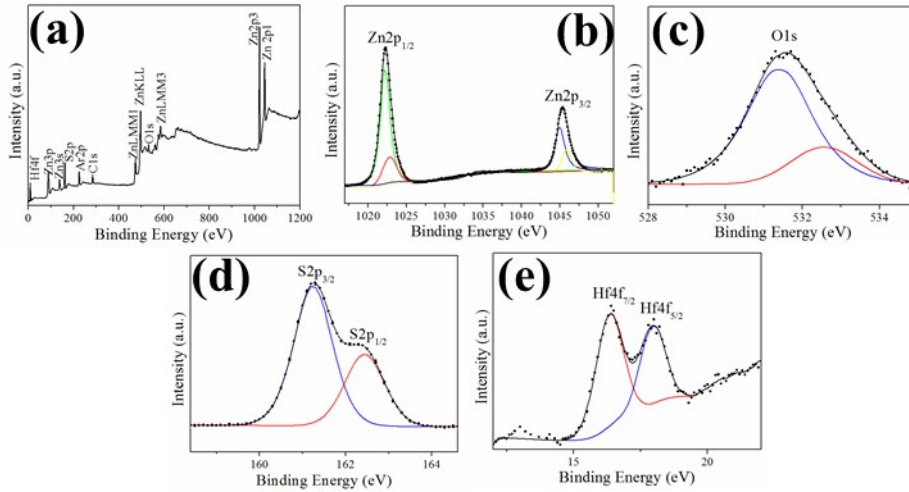 (a)
Hf4f
Zn3p
Zn3s
S2p
Ar2p
C1s
ZnLMM1
ZnKLL
O1s
ZnLMM3
Zn2p3
Zn 2p1
Intensity (a.u.)
0 200 400 600 800 1000 1200
Binding Energy (eV)
(b)
Zn2p1/2
Zn2p3/2
Intensity (a.u.)
1020 1025 1030 1035 1040 1045 1050
Binding Energy (eV)
(c)
O1s
Intensity (a.u.)
528 530 532 534
Binding Energy (eV)
(d)
S2p3/2
S2p1/2
Intensity (a.u.)
160 162 164
Binding Energy (eV)
(e)
Hf4f7/2
Hf4f5/2
Intensity (a.u.)
15 20
Binding Energy (eV)